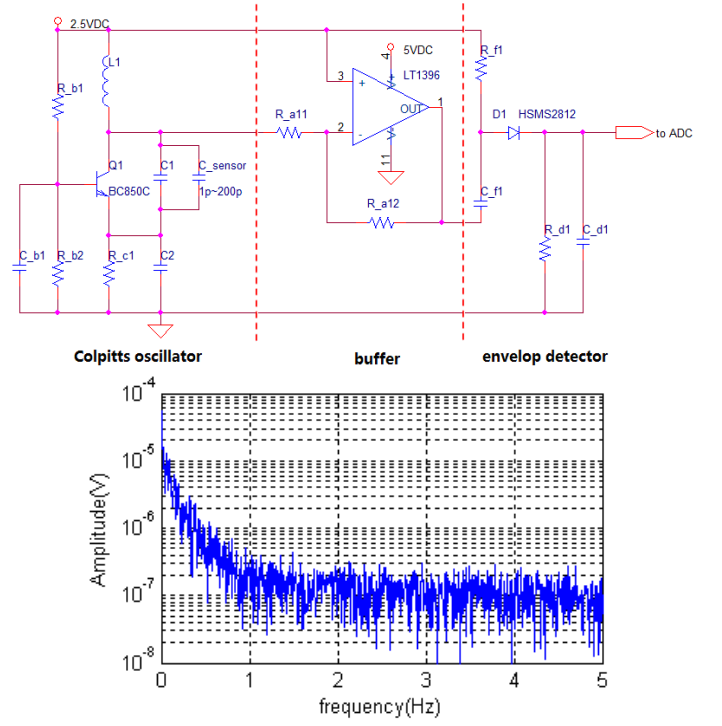 2.5VDC
L1
R_b1
Q1
BC850C
C1
C_sensor
1p~200p
C_b1
R_b2
R_c1
C2
R_a11
3
+
2
-
4
V+
5VDC
LT1396
OUT
1
V-
11
R_a12
R_f1
D1
HSMS2812
to ADC
C_f1
R_d1
C_d1
Colpitts oscillator
buffer
envelop detector
10-4
10-5
10-6
10-7
10-8
Amplitude(V)
0 1 2 3 4 5
frequency(Hz)